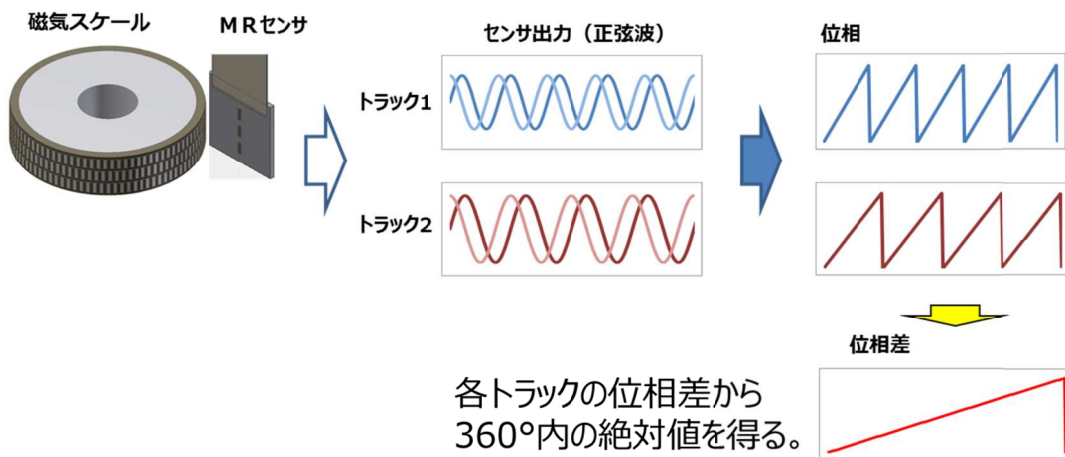 磁気スケール
MRセンサ
センサ出力（正弦波）
位相
トラック1
トラック2
位相差
各トラックの位相差から
360°内の絶対値を得る。